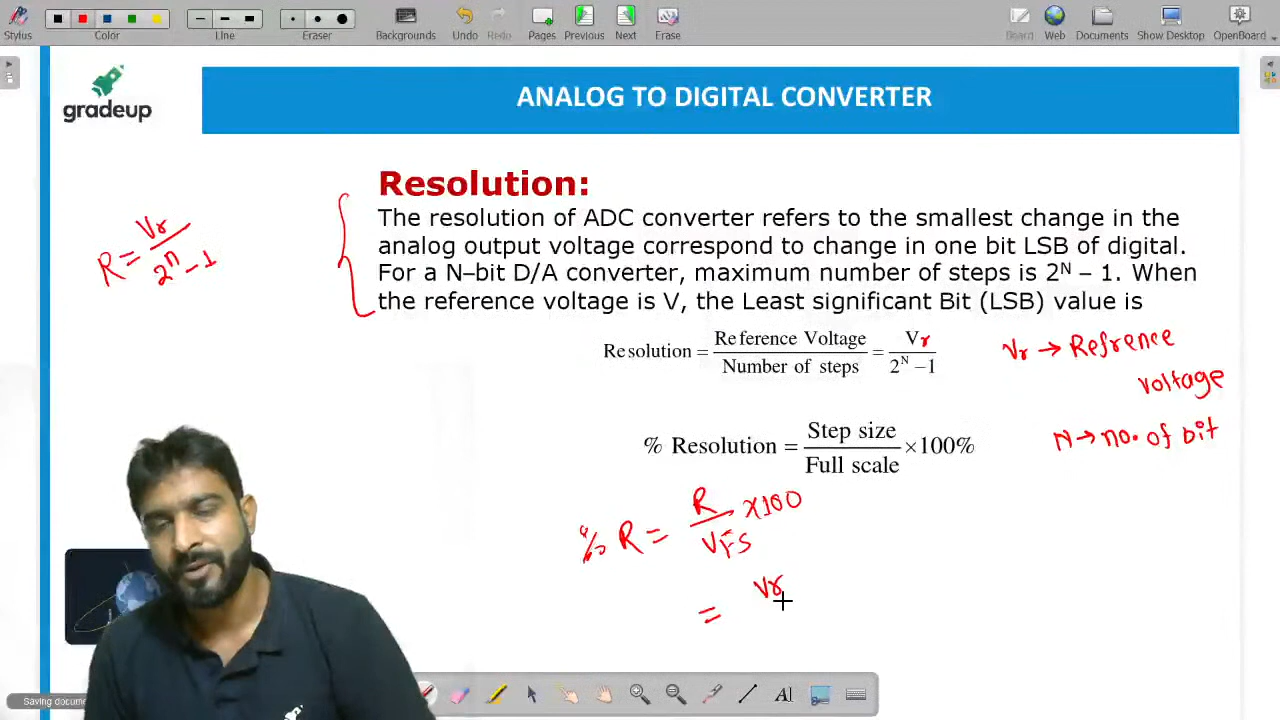 Stylus
Color
Line
Eraser
Backgrounds
Undo
Redo
Pages
Previous
Next
Erase
Board
Web
Documents
Show Desktop
OpenBoard
gradeup
ANALOG TO DIGITAL CONVERTER
Resolution:
The resolution of ADC converter refers to the smallest change in the
analog output voltage correspond to change in one bit LSB of digital.
For a N–bit D/A converter, maximum number of steps is 2ᴺ – 1. When
the reference voltage is V, the Least significant Bit (LSB) value is
R = Vr / 2ⁿ – 1
Resolution = Reference Voltage / Number of steps = Vr / 2ᴺ – 1
Vr → Refrence
voltage
N → no. of bit
% Resolution = Step size / Full scale × 100%
% R = R / VFS × 100
= Vr
Saving docume
AI